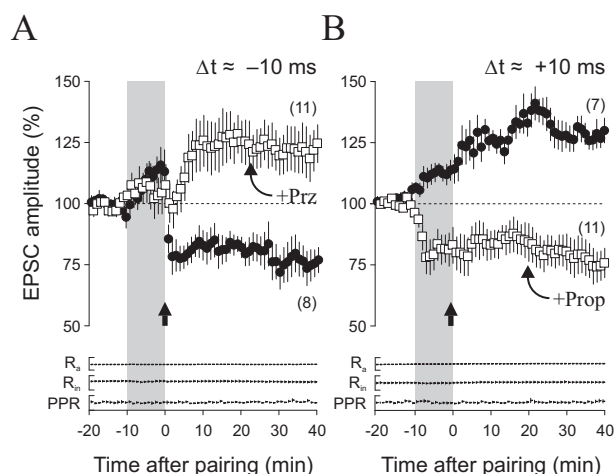 A
B
Δt ≈ –10 ms
Δt ≈ +10 ms
EPSC amplitude (%)
150
125
100
75
50
(11)
+Prz
(8)
150
125
100
75
50
(7)
(11)
+Prop
Ra
Rin
PPR
Ra
Rin
PPR
-20 -10 0 10 20 30 40
-20 -10 0 10 20 30 40
Time after pairing (min)
Time after pairing (min)